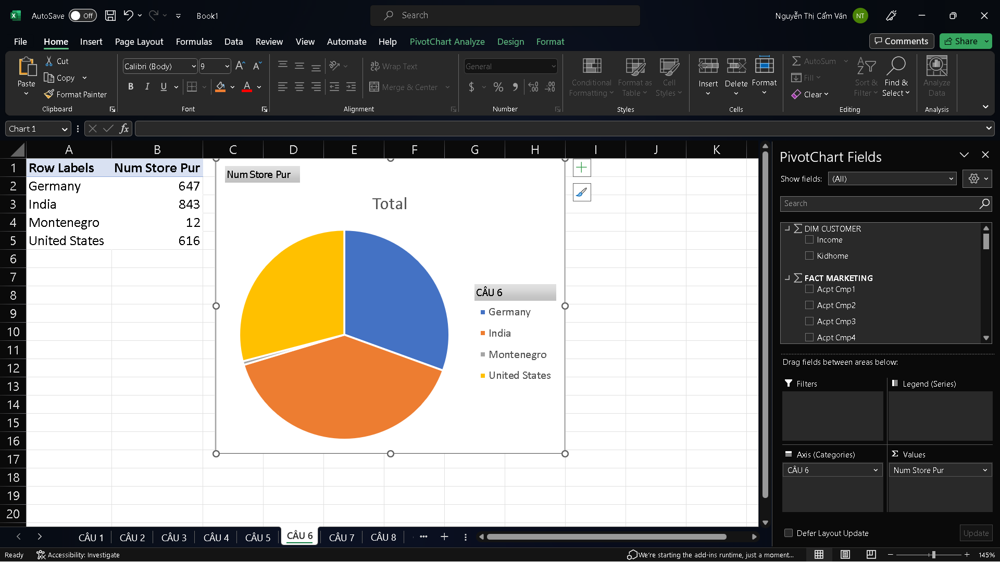 AutoSave Off Book1 Search Nguyễn Thị Cẩm Vân NT
File Home Insert Page Layout Formulas Data Review View Automate Help PivotChart Analyze Design Format Comments Share
Paste Cut Copy Format Painter
Clipboard
Calibri (Body) 9
B I U A
Font
Wrap Text
Merge & Center
Alignment
General
$ % 
Number
Conditional Formatting Format as Table Cell Styles
Styles
Insert Delete Format
Cells
AutoSum Fill Clear Sort & Filter Find & Select
Editing
Analyze Data
Analysis
Chart 1 fx
A B C D E F G H I J K
1 Row Labels Num Store Pur
2 Germany 647
3 India 843
4 Montenegro 12
5 United States 616
6
7
8
9
10
11
12
13
14
15
16
17
18
19
20
Num Store Pur
Total
CÂU 6
Germany
India
Montenegro
United States
PivotChart Fields
Show fields: (All)
Search
DIM CUSTOMER
Income
Kidhome
FACT MARKETING
Acpt Cmp1
Acpt Cmp2
Acpt Cmp3
Acpt Cmp4
Drag fields between areas below:
Filters
Legend (Series)
Axis (Categories)
CÂU 6
Values
Num Store Pur
Defer Layout Update Update
CÂU 1 CÂU 2 CÂU 3 CÂU 4 CÂU 5 CÂU 6 CÂU 7 CÂU 8 ...
Ready Accessibility: Investigate We're starting the add-ins runtime, just a moment... 145%